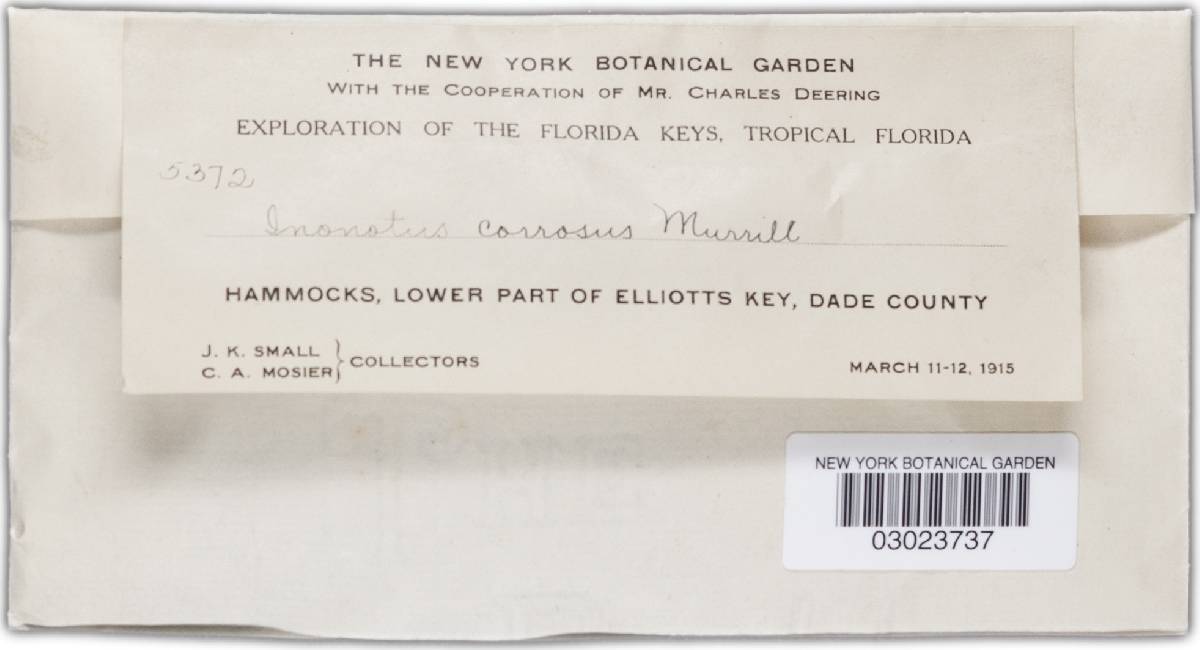 THE NEW YORK BOTANICAL GARDEN
WITH THE COOPERATION OF MR. CHARLES DEERING
EXPLORATION OF THE FLORIDA KEYS, TROPICAL FLORIDA
5372
Inonotus corrosus Murrill
HAMMOCKS, LOWER PART OF ELLIOTTS KEY, DADE COUNTY
J. K. SMALL
C. A. MOSIER} COLLECTORS
MARCH 11-12, 1915
NEW YORK BOTANICAL GARDEN
03023737